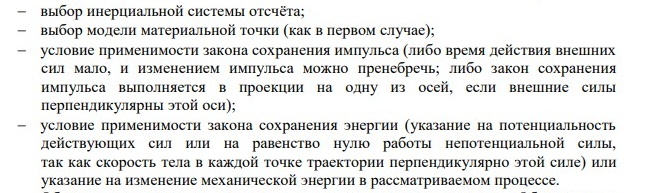 – выбор инерциальной системы отсчёта;
– выбор модели материальной точки (как в первом случае);
– условие применимости закона сохранения импульса (либо время действия внешних
сил мало, и изменением импульса можно пренебречь; либо закон сохранения
импульса выполняется в проекции на одну из осей, если внешние силы
перпендикулярны этой оси);
– условие применимости закона сохранения энергии (указание на потенциальность
действующих сил или на равенство нулю работы непотенциальной силы,
так как скорость тела в каждой точке траектории перпендикулярно этой силе) или
указание на изменение механической энергии в рассматриваемом процессе.